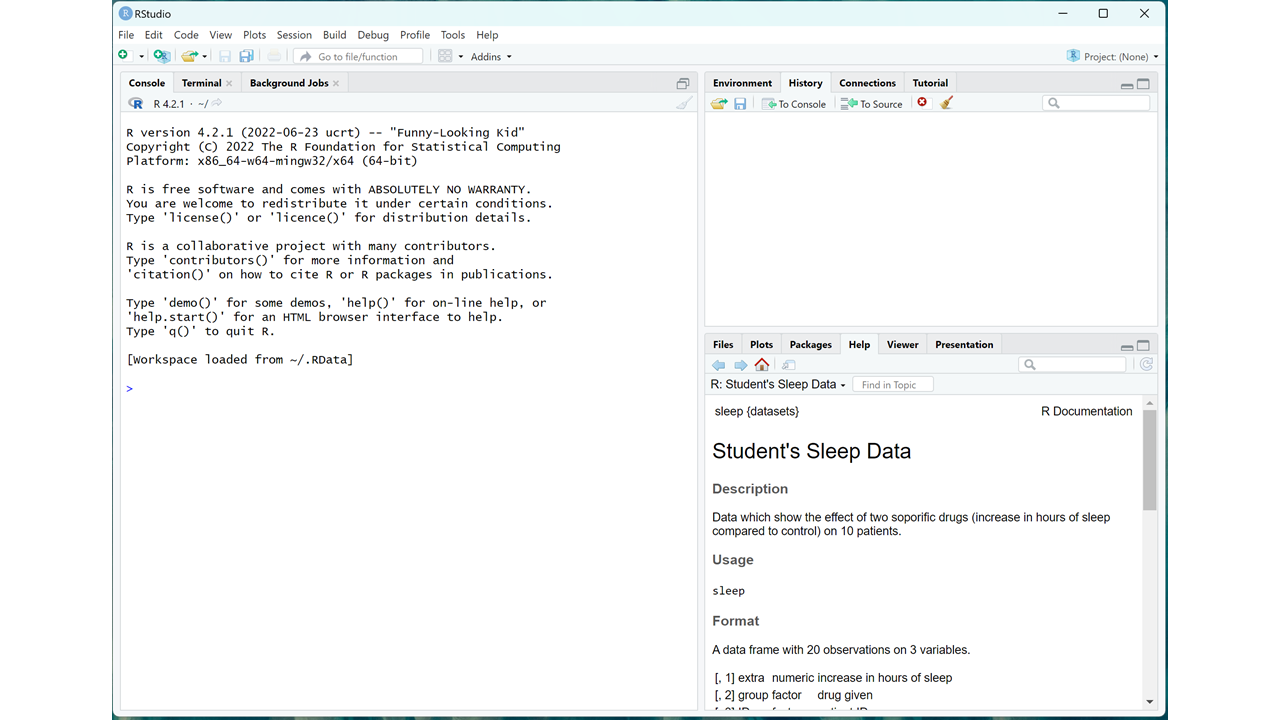 RStudio
File Edit Code View Plots Session Build Debug Profile Tools Help
Go to file/function Addins Project: (None)
Console Terminal Background Jobs
R 4.2.1 · ~/
R version 4.2.1 (2022-06-23 ucrt) -- "Funny-Looking Kid"
Copyright (C) 2022 The R Foundation for Statistical Computing
Platform: x86_64-w64-mingw32/x64 (64-bit)
R is free software and comes with ABSOLUTELY NO WARRANTY.
You are welcome to redistribute it under certain conditions.
Type 'license()' or 'licence()' for distribution details.
R is a collaborative project with many contributors.
Type 'contributors()' for more information and
'citation()' on how to cite R or R packages in publications.
Type 'demo()' for some demos, 'help()' for on-line help, or
'help.start()' for an HTML browser interface to help.
Type 'q()' to quit R.
[Workspace loaded from ~/.RData]
>
Environment History Connections Tutorial
To Console To Source
Files Plots Packages Help Viewer Presentation
R: Student's Sleep Data Find in Topic
sleep {datasets} R Documentation
Student's Sleep Data
Description
Data which show the effect of two soporific drugs (increase in hours of sleep
compared to control) on 10 patients.
Usage
sleep
Format
A data frame with 20 observations on 3 variables.
[, 1] extra numeric increase in hours of sleep
[, 2] group factor drug given